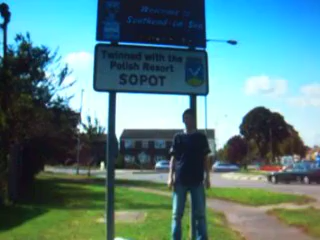 Welcome to
Southend-on-Sea
Twinned with the
Polish Resort
SOPOT